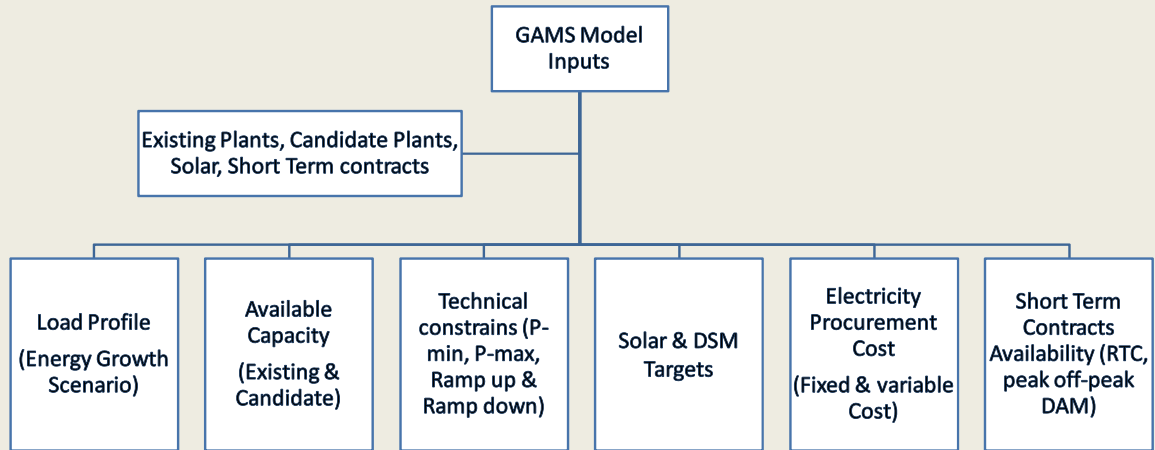 GAMS Model
Inputs
Existing Plants, Candidate Plants,
Solar, Short Term contracts
Load Profile
(Energy Growth
Scenario)
Available
Capacity
(Existing &
Candidate)
Technical
constrains (P-
min, P-max,
Ramp up &
Ramp down)
Solar & DSM
Targets
Electricity
Procurement
Cost
(Fixed & variable
Cost)
Short Term
Contracts
Availability (RTC,
peak off-peak
DAM)